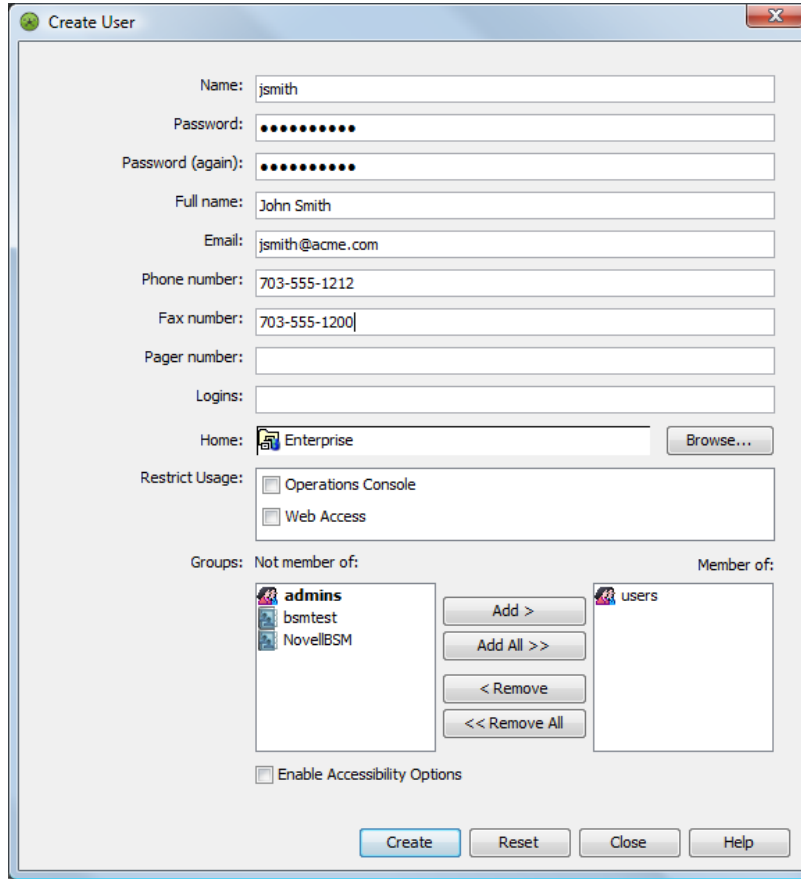 Create User
Name: jsmith
Password: ••••••••••
Password (again): ••••••••••
Full name: John Smith
Email: jsmith@acme.com
Phone number: 703-555-1212
Fax number: 703-555-1200
Pager number:
Logins:
Home: Enterprise Browse...
Restrict Usage: Operations Console
Web Access
Groups: Not member of: Member of:
admins Add > users
bsmtest
NovellBSM Add All >>
< Remove
<< Remove All
Enable Accessibility Options
Create Reset Close Help